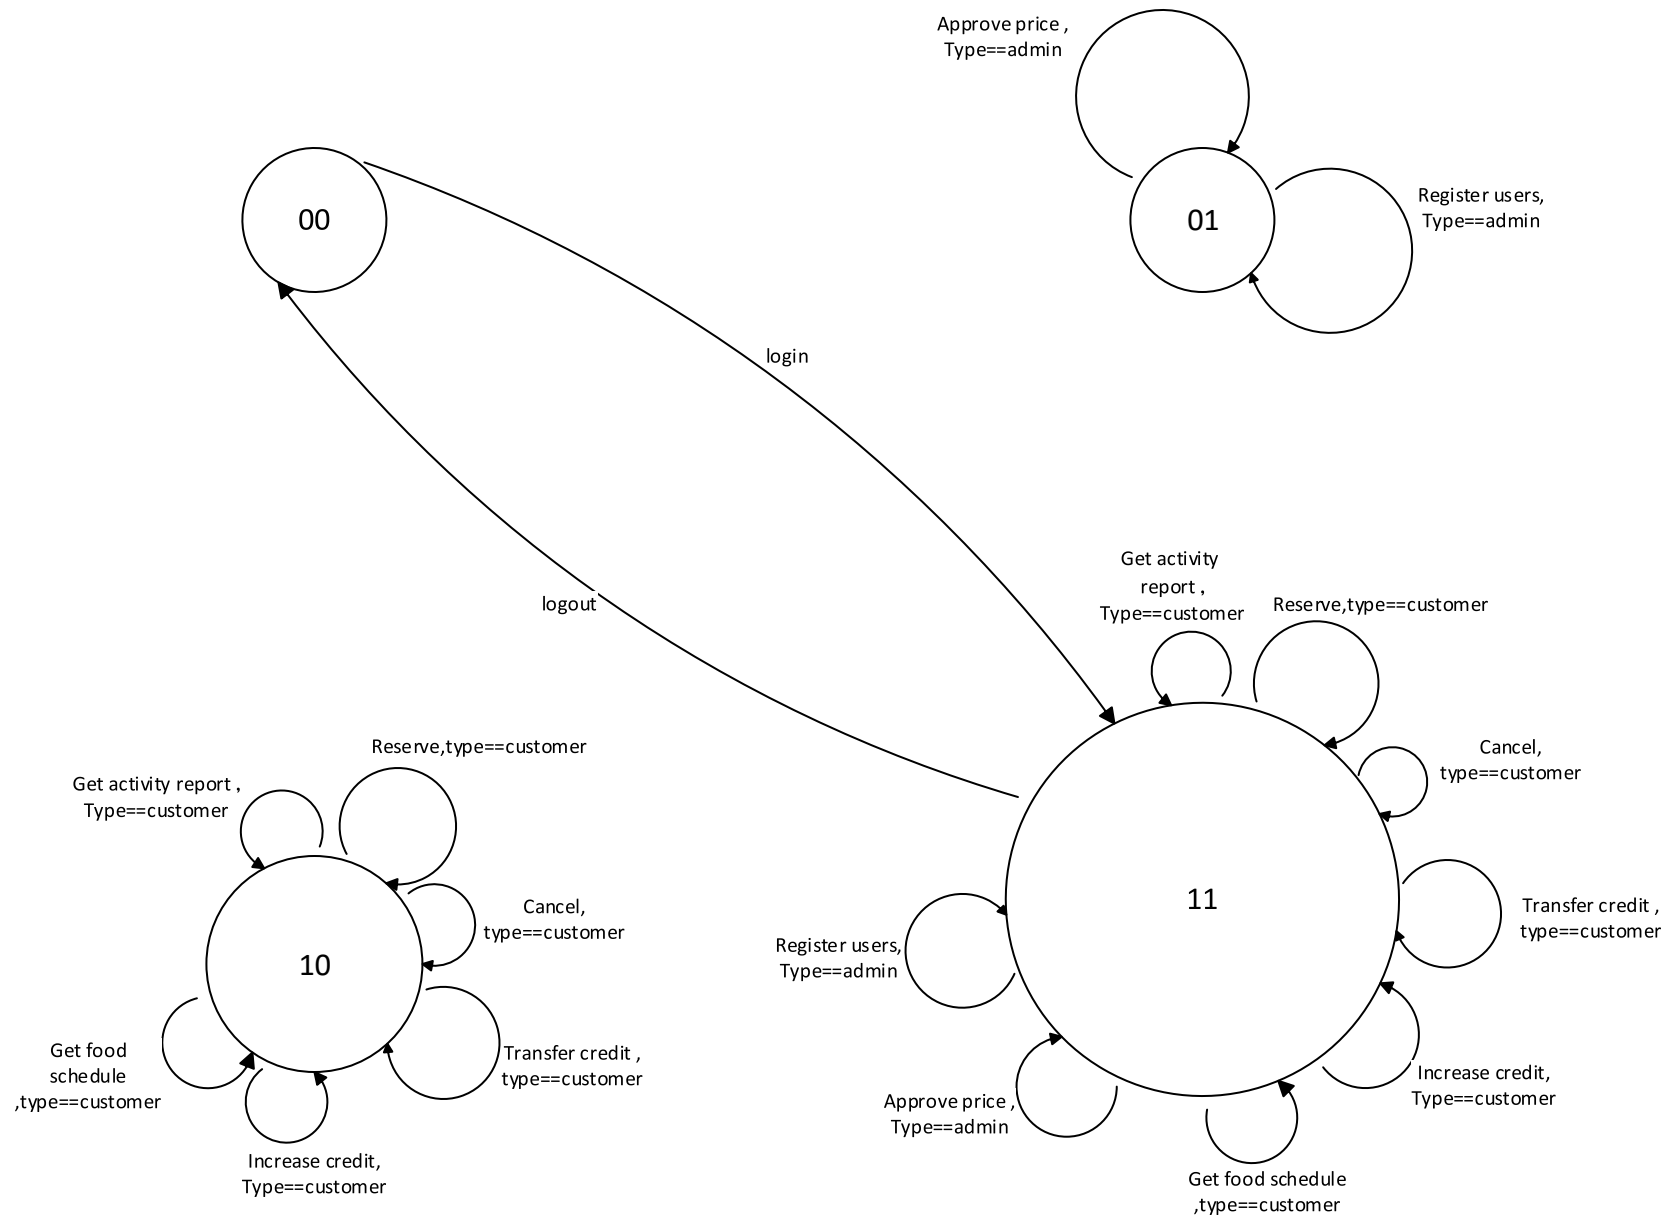 Approve price ,
Type==admin
00
01
Register users,
Type==admin
login
logout
Get activity
report ,
Type==customer
Reserve,type==customer
Cancel,
type==customer
Transfer credit ,
type==customer
11
Register users,
Type==admin
Approve price ,
Type==admin
Increase credit,
Type==customer
Get food schedule
,type==customer
Reserve,type==customer
Get activity report ,
Type==customer
Cancel,
type==customer
10
Transfer credit ,
type==customer
Get food
schedule
,type==customer
Increase credit,
Type==customer